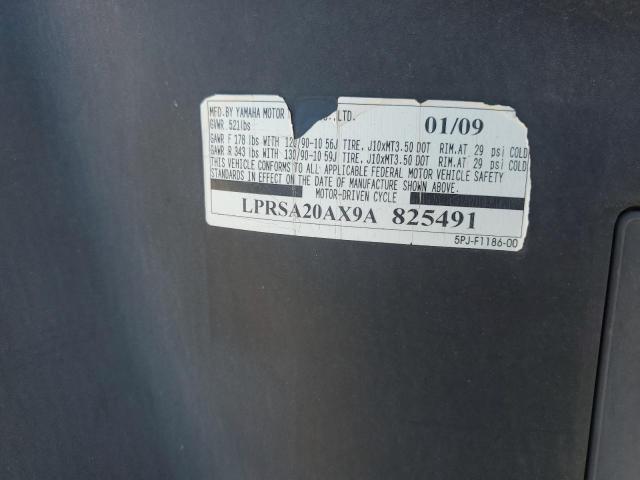 MFD. BY YAMAHA MOTOR LTD.
01/09
GVWR 521lbs
GAWR F 178 lbs WITH 120/90-10 56J TIRE, J10xMT3.50 DOT RIM. AT 29 psi COLD
GAWR R 343 lbs WITH 130/90-10 59J TIRE, J10xMT3.50 DOT RIM. AT 29 psi COLD
THIS VEHICLE CONFORMS TO ALL APPLICABLE FEDERAL MOTOR VEHICLE SAFETY
STANDARDS IN EFFECT ON THE DATE OF MANUFACTURE SHOWN ABOVE.
MOTOR-DRIVEN CYCLE
LPRSA20AX9A 825491
5PJ-F1186-00